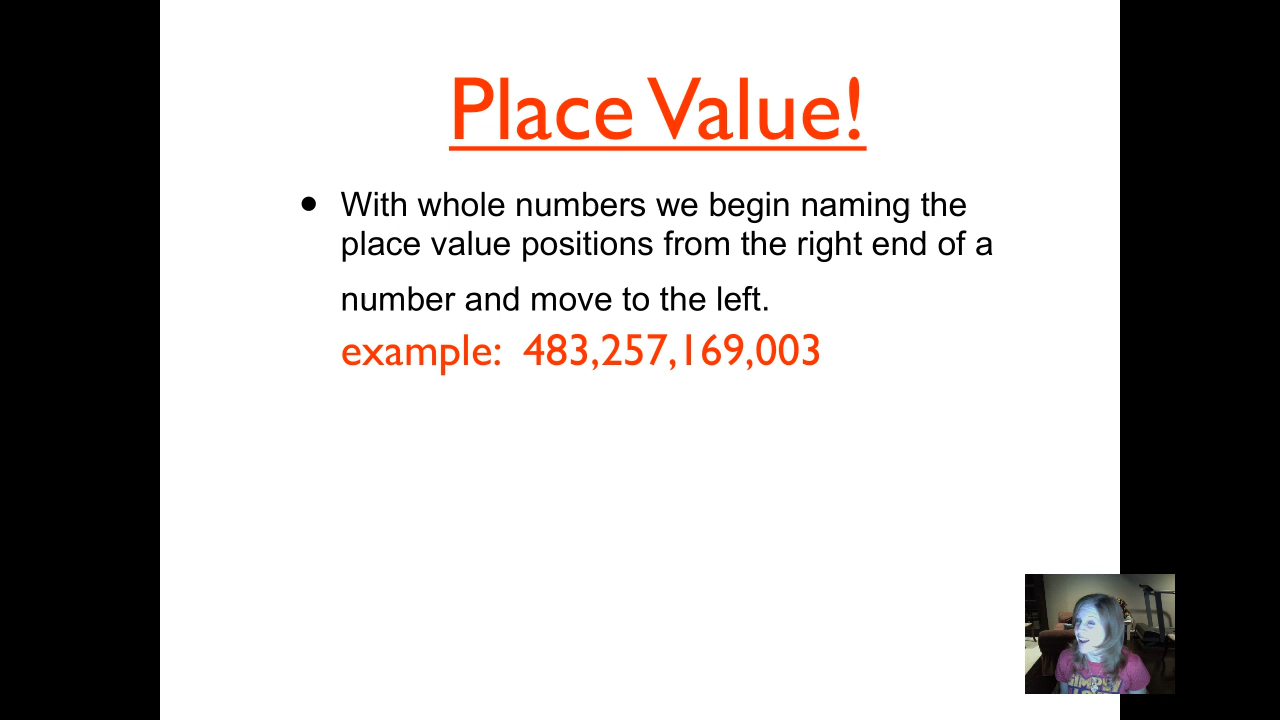 Place Value!
• With whole numbers we begin naming the
place value positions from the right end of a
number and move to the left.
example: 483,257,169,003